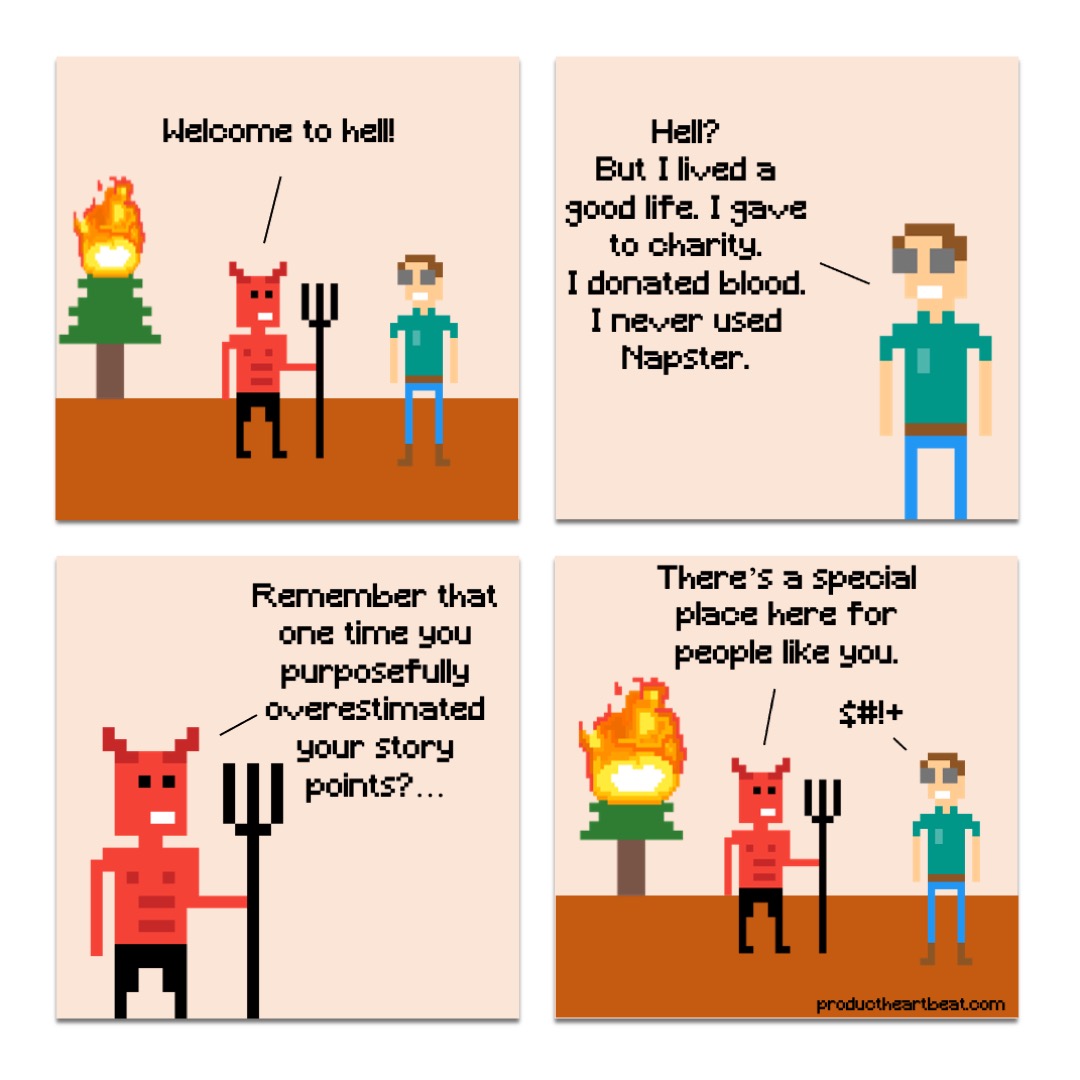 Welcome to hell!
Hell?
But I lived a
good life. I gave
to charity.
I donated blood.
I never used
Napster.
Remember that
one time you
purposefully
overestimated
your story
points?...
There's a special
place here for
people like you.
$#!+
productheartbeat.com